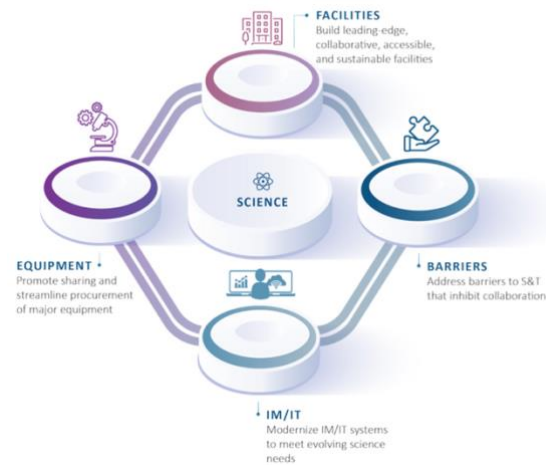 FACILITIES
Build leading-edge,
collaborative, accessible,
and sustainable facilities
SCIENCE
EQUIPMENT
Promote sharing and
streamline procurement
of major equipment
BARRIERS
Address barriers to S&T
that inhibit collaboration
IM/IT
Modernize IM/IT systems
to meet evolving science
needs